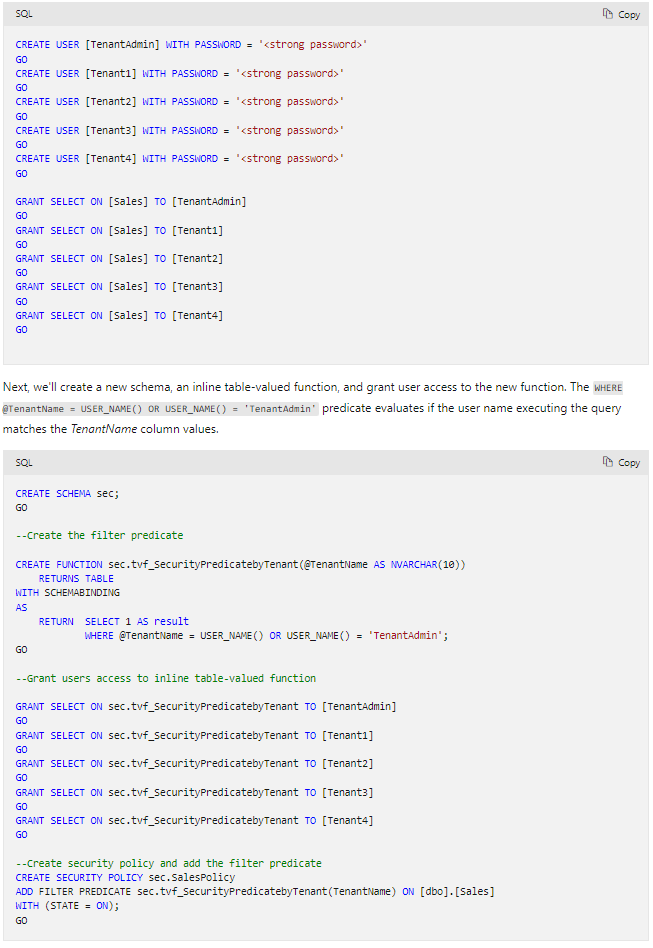 SQL
Copy
CREATE USER [TenantAdmin] WITH PASSWORD = '<strong password>'
GO
CREATE USER [Tenant1] WITH PASSWORD = '<strong password>'
GO
CREATE USER [Tenant2] WITH PASSWORD = '<strong password>'
GO
CREATE USER [Tenant3] WITH PASSWORD = '<strong password>'
GO
CREATE USER [Tenant4] WITH PASSWORD = '<strong password>'
GO
GRANT SELECT ON [Sales] TO [TenantAdmin]
GO
GRANT SELECT ON [Sales] TO [Tenant1]
GO
GRANT SELECT ON [Sales] TO [Tenant2]
GO
GRANT SELECT ON [Sales] TO [Tenant3]
GO
GRANT SELECT ON [Sales] TO [Tenant4]
GO
Next, we'll create a new schema, an inline table-valued function, and grant user access to the new function. The WHERE
@TenantName = USER_NAME() OR USER_NAME() = 'TenantAdmin' predicate evaluates if the user name executing the query
matches the TenantName column values.
SQL
Copy
CREATE SCHEMA sec;
GO
--Create the filter predicate
CREATE FUNCTION sec.tvf_SecurityPredicatebyTenant(@TenantName AS NVARCHAR(10))
RETURNS TABLE
WITH SCHEMABINDING
AS
RETURN SELECT 1 AS result
WHERE @TenantName = USER_NAME() OR USER_NAME() = 'TenantAdmin';
GO
--Grant users access to inline table-valued function
GRANT SELECT ON sec.tvf_SecurityPredicatebyTenant TO [TenantAdmin]
GO
GRANT SELECT ON sec.tvf_SecurityPredicatebyTenant TO [Tenant1]
GO
GRANT SELECT ON sec.tvf_SecurityPredicatebyTenant TO [Tenant2]
GO
GRANT SELECT ON sec.tvf_SecurityPredicatebyTenant TO [Tenant3]
GO
GRANT SELECT ON sec.tvf_SecurityPredicatebyTenant TO [Tenant4]
GO
--Create security policy and add the filter predicate
CREATE SECURITY POLICY sec.SalesPolicy
ADD FILTER PREDICATE sec.tvf_SecurityPredicatebyTenant(TenantName) ON [dbo].[Sales]
WITH (STATE = ON);
GO